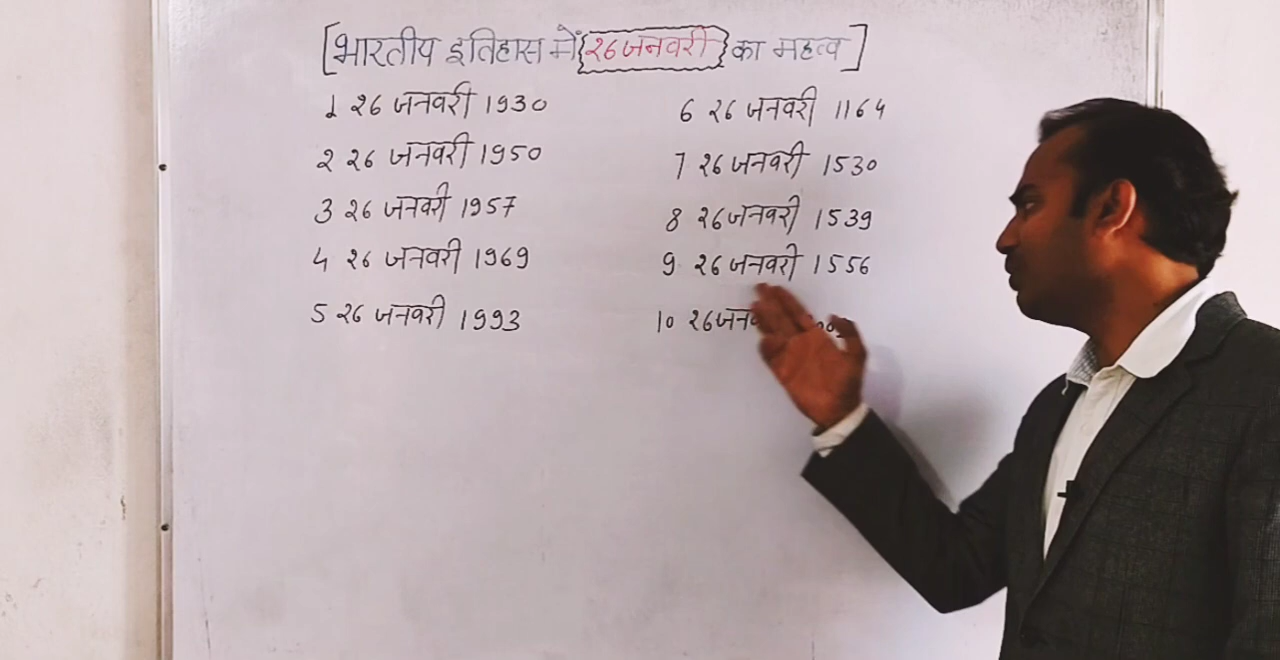 [भारतीय इतिहास में {26 जनवरी} का महत्व]
1 26 जनवरी 1930
2 26 जनवरी 1950
3 26 जनवरी 1957
4 26 जनवरी 1969
5 26 जनवरी 1993
6 26 जनवरी 1164
7 26 जनवरी 1530
8 26 जनवरी 1539
9 26 जनवरी 1556
10 26